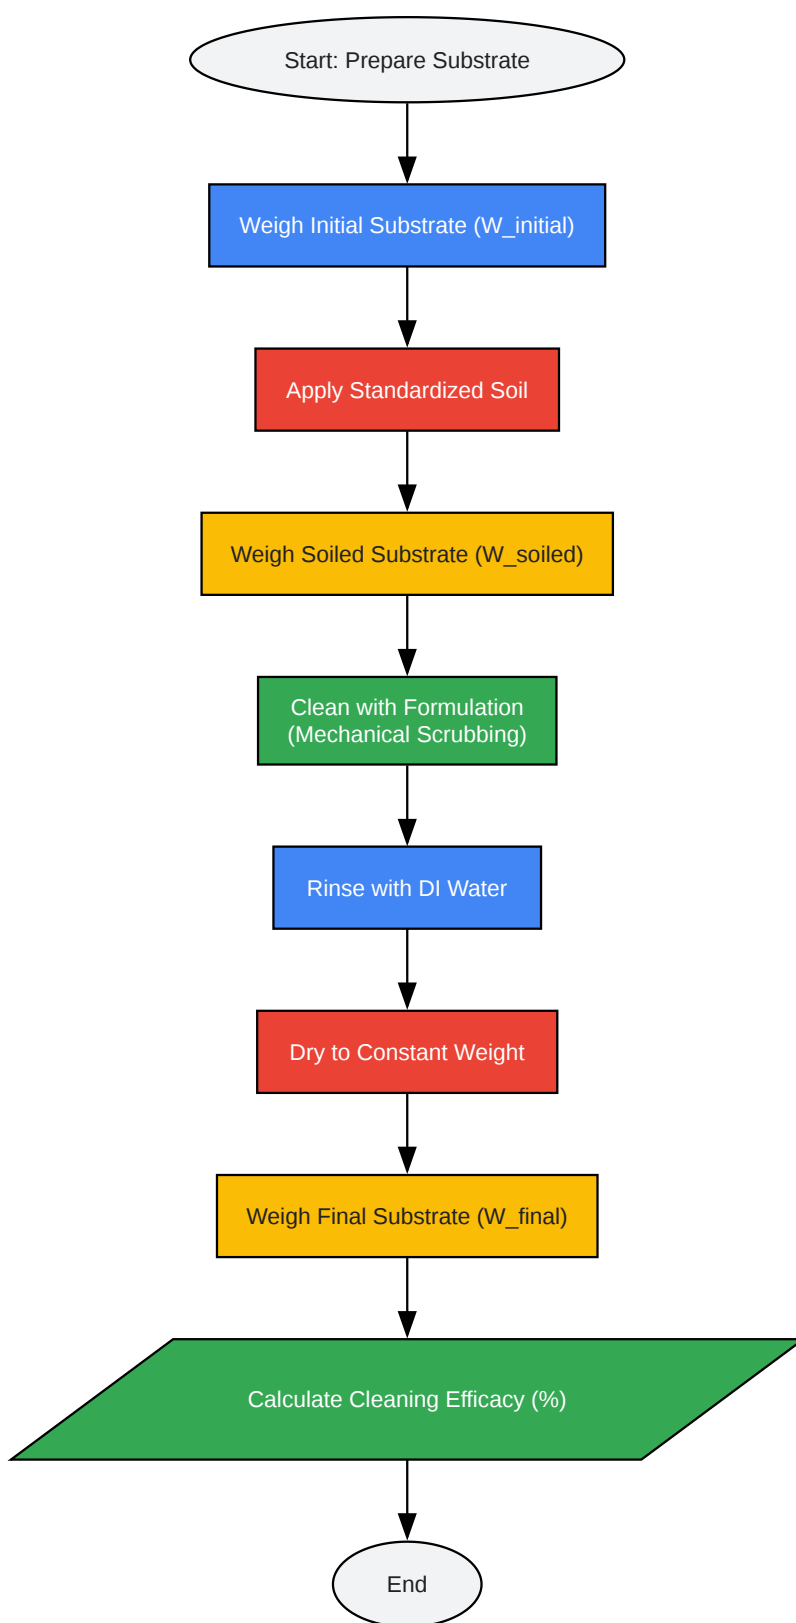 Start: Prepare Substrate
Weigh Initial Substrate (W_initial)
Apply Standardized Soil
Weigh Soiled Substrate (W_soiled)
Clean with Formulation
(Mechanical Scrubbing)
Rinse with DI Water
Dry to Constant Weight
Weigh Final Substrate (W_final)
Calculate Cleaning Efficacy (%)
End